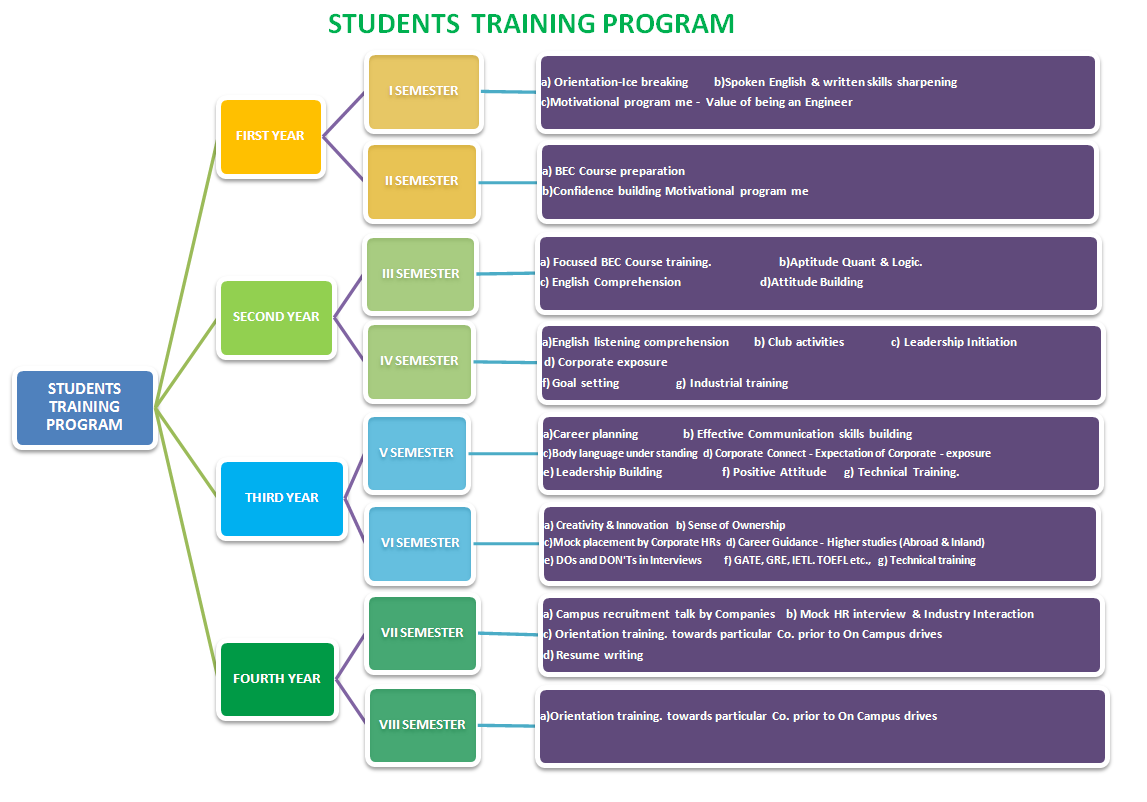 STUDENTS TRAINING PROGRAM
STUDENTS
TRAINING
PROGRAM
FIRST YEAR
I SEMESTER
a) Orientation-Ice breaking b)Spoken English & written skills sharpening
c)Motivational program me - Value of being an Engineer
II SEMESTER
a) BEC Course preparation
b)Confidence building Motivational program me
SECOND YEAR
III SEMESTER
a) Focused BEC Course training. b)Aptitude Quant & Logic.
c) English Comprehension d)Attitude Building
IV SEMESTER
a)English listening comprehension b) Club activities c) Leadership Initiation
d) Corporate exposure
f) Goal setting g) Industrial training
THIRD YEAR
V SEMESTER
a)Career planning b) Effective Communication skills building
c)Body language under standing d) Corporate Connect - Expectation of Corporate - exposure
e) Leadership Building f) Positive Attitude g) Technical Training.
VI SEMESTER
a) Creativity & Innovation b) Sense of Ownership
c)Mock placement by Corporate HRs d) Career Guidance - Higher studies (Abroad & Inland)
e) DOs and DON'Ts in Interviews f) GATE, GRE, IETL. TOEFL etc., g) Technical training
FOURTH YEAR
VII SEMESTER
a) Campus recruitment talk by Companies b) Mock HR interview & Industry Interaction
c) Orientation training. towards particular Co. prior to On Campus drives
d) Resume writing
VIII SEMESTER
a)Orientation training. towards particular Co. prior to On Campus drives